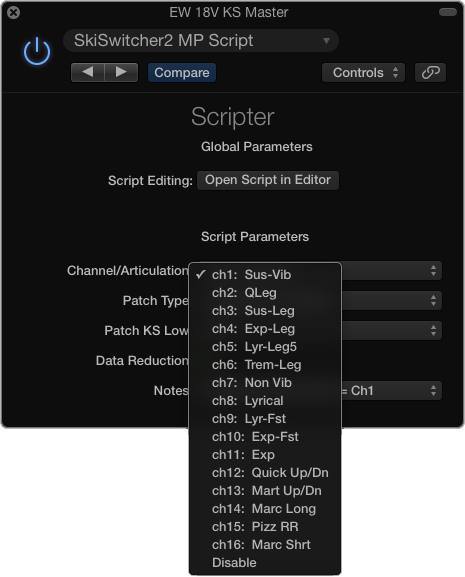 EW 18V KS Master
SkiSwitcher2 MP Script
Compare
Controls
Scripter
Global Parameters
Script Editing: Open Script in Editor
Script Parameters
Channel/Articulation
Patch Type
Patch KS Low
Data Reduction
Notes = Ch1
✓ ch1: Sus-Vib
ch2: QLeg
ch3: Sus-Leg
ch4: Exp-Leg
ch5: Lyr-Leg5
ch6: Trem-Leg
ch7: Non Vib
ch8: Lyrical
ch9: Lyr-Fst
ch10: Exp-Fst
ch11: Exp
ch12: Quick Up/Dn
ch13: Mart Up/Dn
ch14: Marc Long
ch15: Pizz RR
ch16: Marc Shrt
Disable